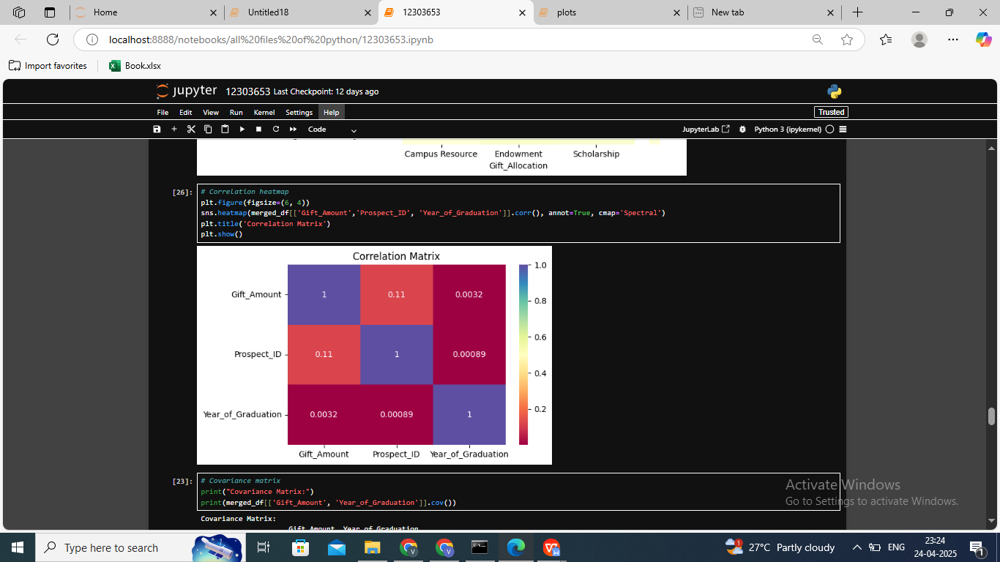 Home
Untitled18
12303653
plots
New tab
localhost:8888/notebooks/all%20files%20of%20python/12303653.ipynb
Import favorites
Book.xlsx
jupyter 12303653 Last Checkpoint: 12 days ago
File Edit View Run Kernel Settings Help
Trusted
Code
JupyterLab
Python 3 (ipykernel)
Campus Resource Endowment Scholarship
Gift_Allocation
[26]: # Correlation heatmap
plt.figure(figsize=(6, 4))
sns.heatmap(merged_df[['Gift_Amount','Prospect_ID', 'Year_of_Graduation']].corr(), annot=True, cmap='Spectral')
plt.title('Correlation Matrix')
plt.show()
Correlation Matrix
Gift_Amount 1 0.11 0.0032
Prospect_ID 0.11 1 0.00089
Year_of_Graduation 0.0032 0.00089 1
Gift_Amount Prospect_ID Year_of_Graduation
1.0
0.8
0.6
0.4
0.2
[23]: # Covariance matrix
print("Covariance Matrix:")
print(merged_df[['Gift_Amount', 'Year_of_Graduation']].cov())
Covariance Matrix:
Gift_Amount Year_of_Graduation
Activate Windows
Go to Settings to activate Windows.
Type here to search
1
27°C Partly cloudy
ENG
23:24
24-04-2025
1